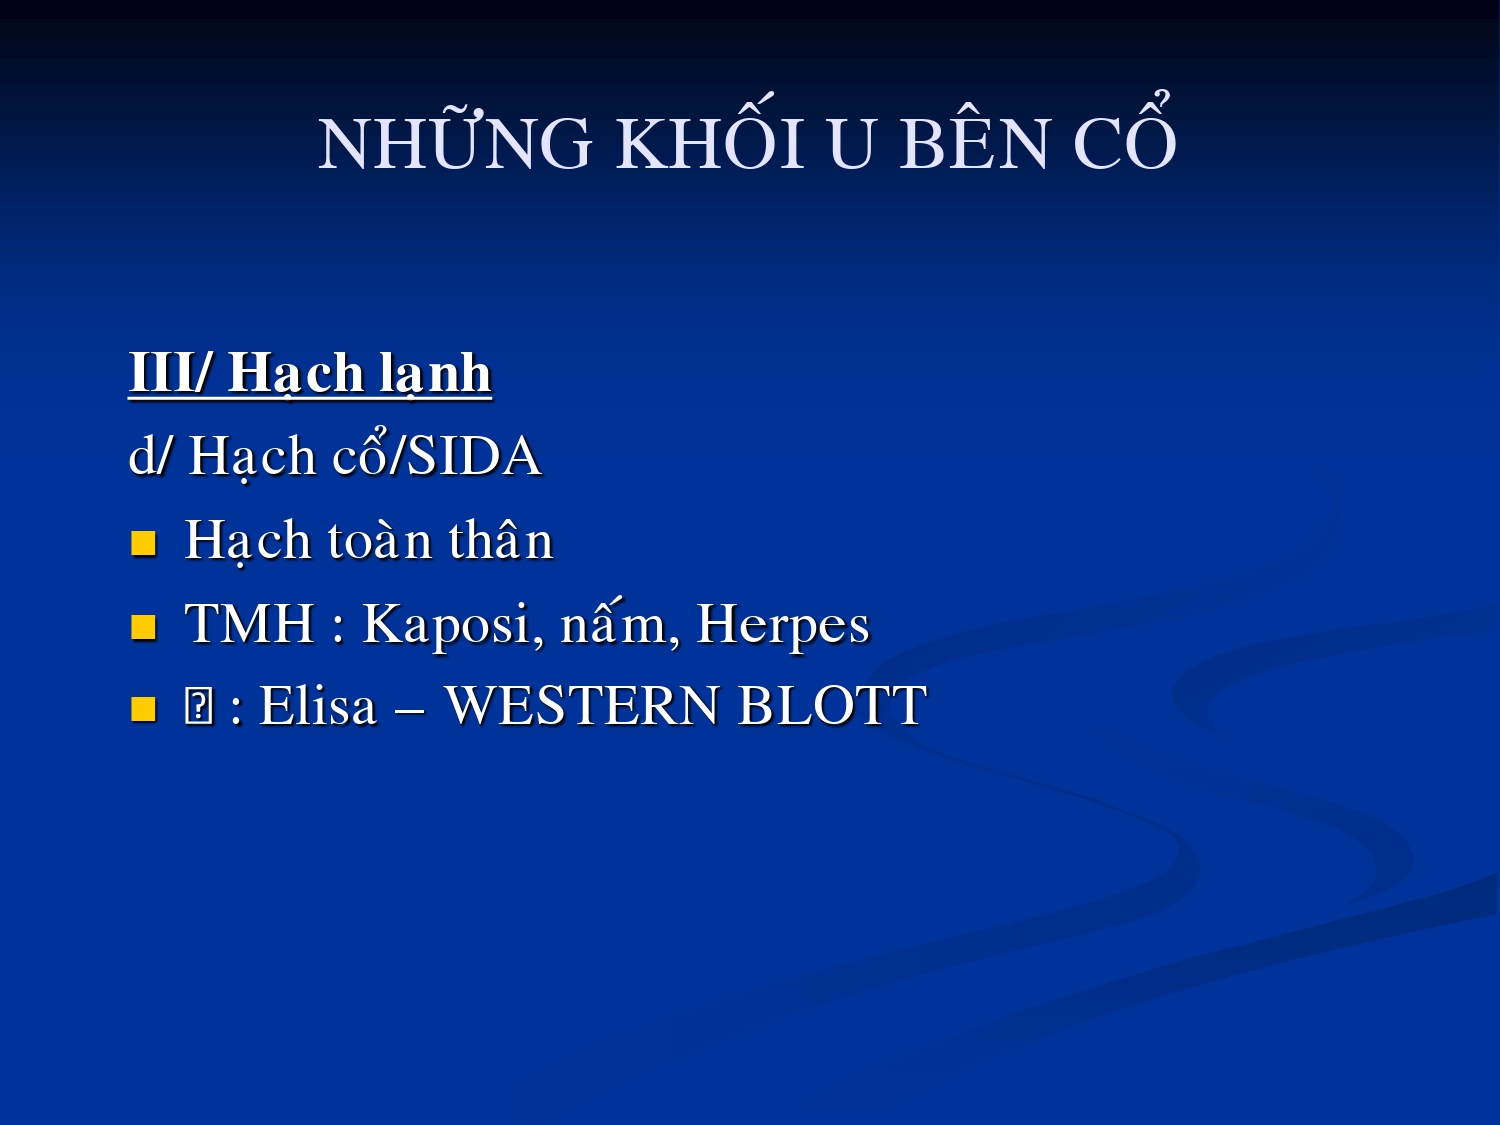 NHỮNG KHỐI U BÊN CỔ
III/ Hạch lạnh
d/ Hạch cổ/SIDA
Hạch toàn thân
TMH : Kaposi, nấm, Herpes
: Elisa – WESTERN BLOTT